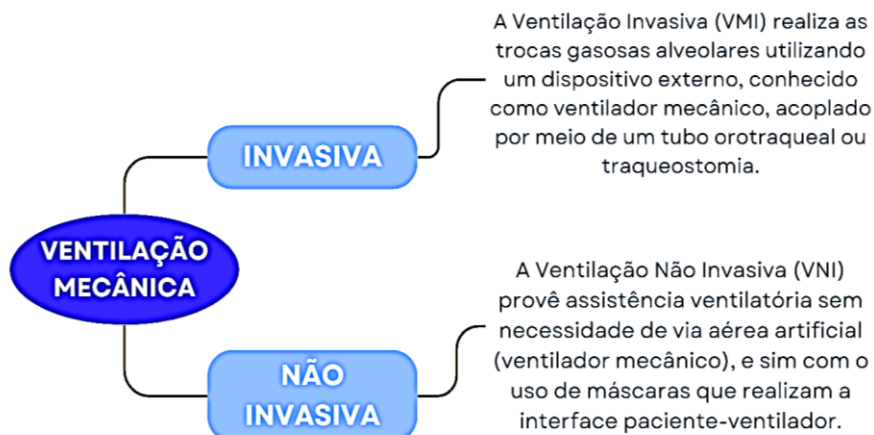 A Ventilação Invasiva (VMI) realiza as
trocas gasosas alveolares utilizando
um dispositivo externo, conhecido
como ventilador mecânico, acoplado
por meio de um tubo orotraqueal ou
traqueostomia.
INVASIVA
VENTILAÇÃO
MECÂNICA
A Ventilação Não Invasiva (VNI)
provê assistência ventilatória sem
necessidade de via aérea artificial
(ventilador mecânico), e sim com o
uso de máscaras que realizam a
interface paciente-ventilador.
NÃO
INVASIVA